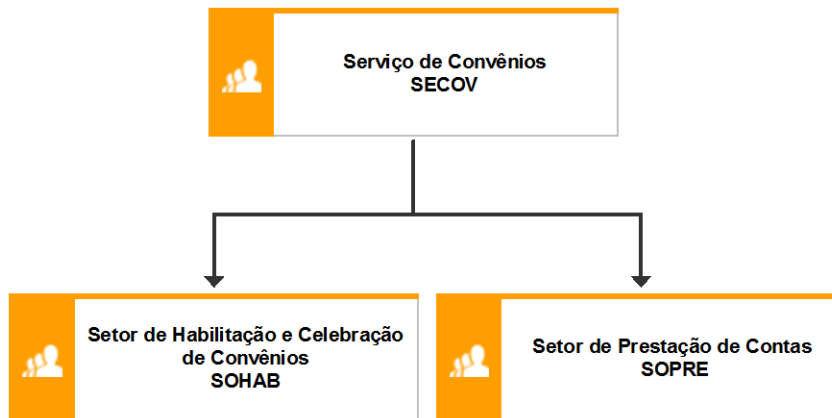 Serviço de Convênios
SECOV
Setor de Habilitação e Celebração
de Convênios
SOHAB
Setor de Prestação de Contas
SOPRE